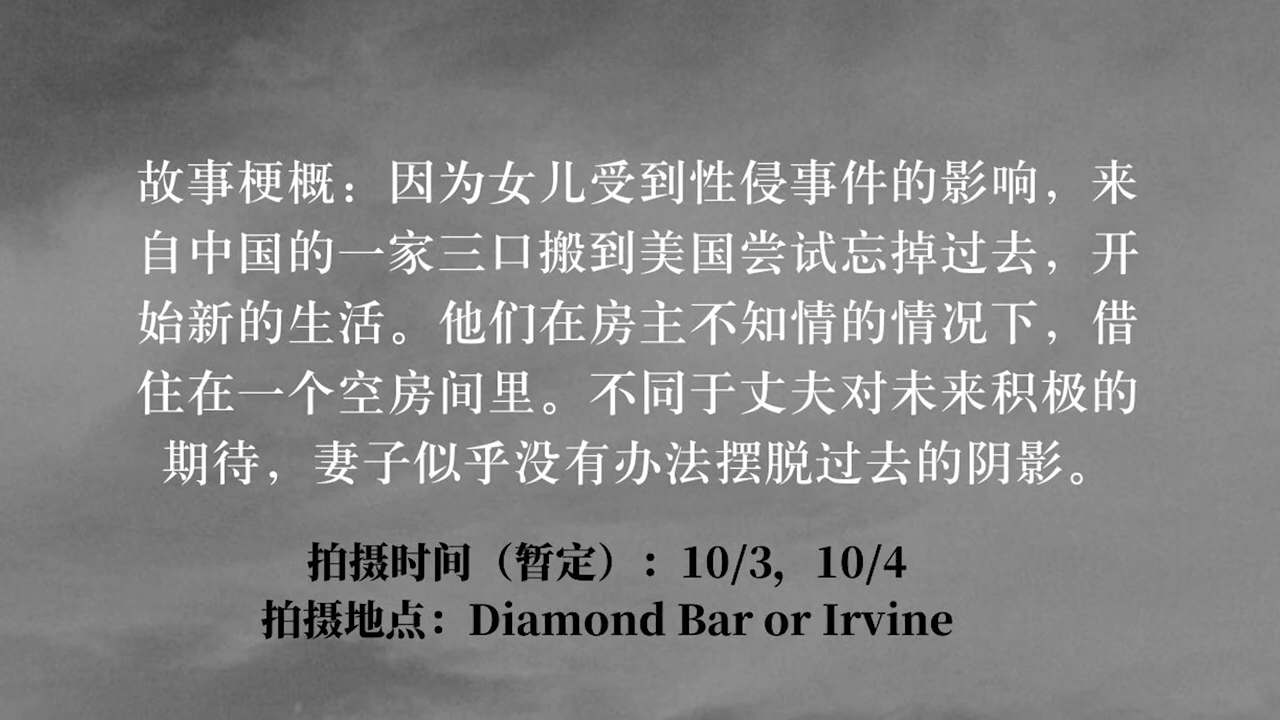 故事梗概：因为女儿受到性侵事件的影响，来
自中国的一家三口搬到美国尝试忘掉过去，开
始新的生活。他们在房主不知情的情况下，借
住在一个空房间里。不同于丈夫对未来积极的
期待，妻子似乎没有办法摆脱过去的阴影。
拍摄时间（暂定）：10/3，10/4
拍摄地点：Diamond Bar or Irvine